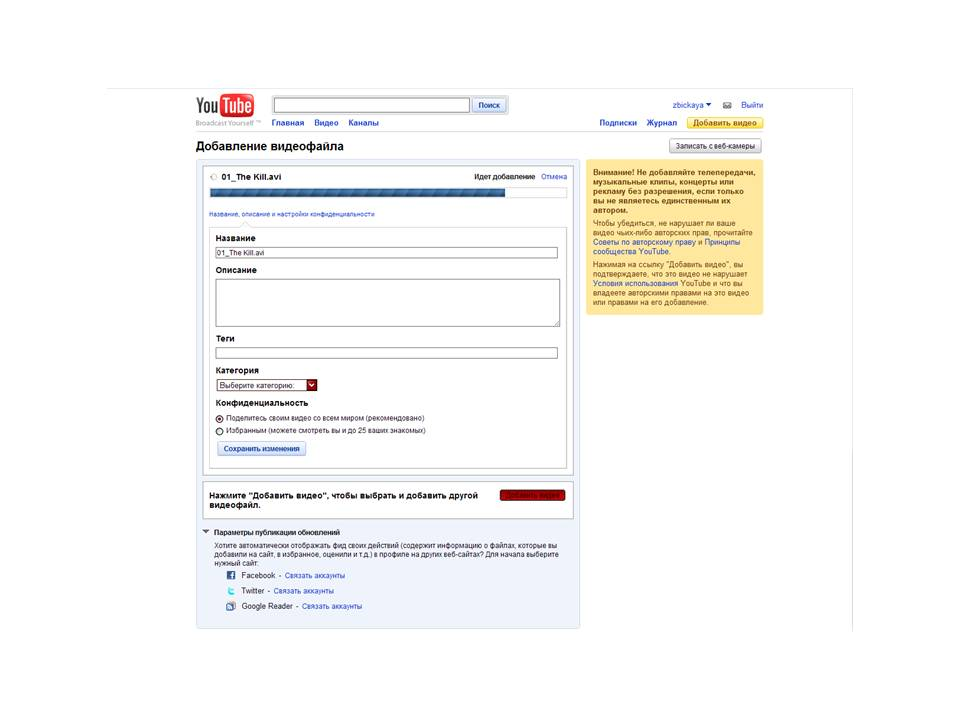 YouTube
Поиск
zbickaya
Выйти
Broadcast Yourself ™
Главная
Видео
Каналы
Подписки
Журнал
Добавить видео
Добавление видеофайла
Записать с веб-камеры
01_The Kill.avi
Идет добавление
Отмена
Название, описание и настройки конфиденциальности
Название
01_The Kill.avi
Описание
Теги
Категория
Выберите категорию:
Конфиденциальность
Поделитесь своим видео со всем миром (рекомендовано)
Избранным (можете смотреть вы и до 25 ваших знакомых)
Сохранить изменения
Нажмите "Добавить видео", чтобы выбрать и добавить другой
видеофайл.
Добавить видео
Параметры публикации обновлений
Хотите автоматически отображать фид своих действий (содержит информацию о файлах, которые вы
добавили на сайт, в избранное, оценили и т.д.) в профиле на других веб-сайтах? Для начала выберите
нужный сайт:
Facebook - Связать аккаунты
Twitter - Связать аккаунты
Google Reader - Связать аккаунты
Внимание! Не добавляйте телепередачи,
музыкальные клипы, концерты или
рекламу без разрешения, если только
вы не являетесь единственным их
автором.
Чтобы убедиться, не нарушает ли ваше
видео чьих-либо авторских прав, прочитайте
Советы по авторскому праву и Принципы
сообщества YouTube.
Нажимая на ссылку "Добавить видео", вы
подтверждаете, что это видео не нарушает
Условия использования YouTube и что вы
владеете авторскими правами на это видео
или правами на его добавление.